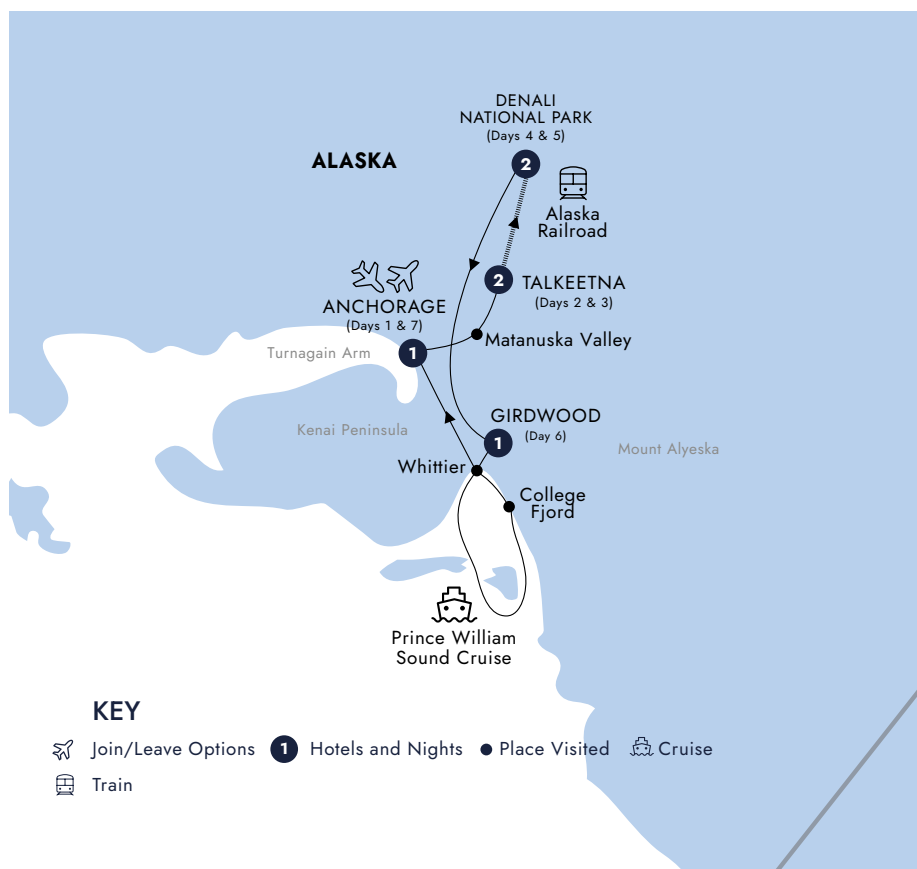 DENALI
NATIONAL PARK
(Days 4 & 5)
2
ALASKA
Alaska
Railroad
2
TALKEETNA
(Days 2 & 3)
ANCHORAGE
(Days 1 & 7)
Matanuska Valley
Turnagain Arm
1
GIRDWOOD
(Day 6)
Kenai Peninsula
1
Mount Alyeska
Whittier
College
Fjord
Prince William
Sound Cruise
KEY
Join/Leave Options
1
Hotels and Nights
Place Visited
Cruise
Train